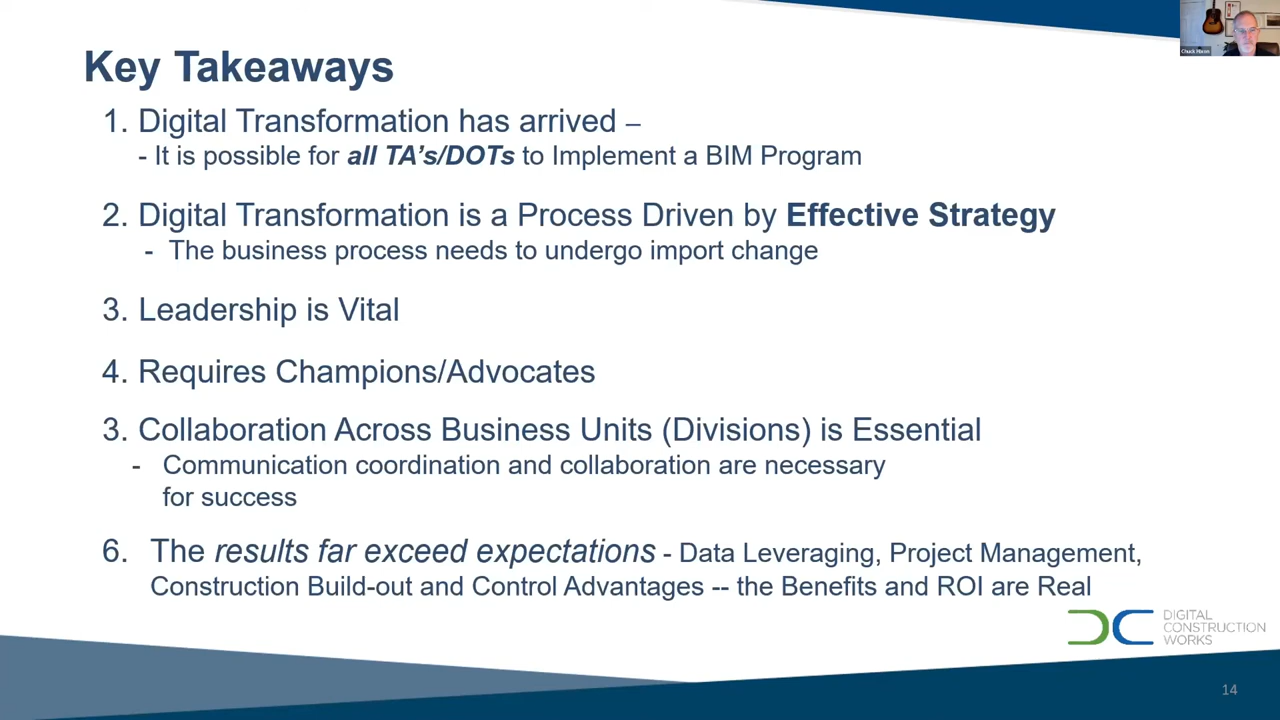 Key Takeaways
1. Digital Transformation has arrived –
- It is possible for all TA's/DOTs to Implement a BIM Program
2. Digital Transformation is a Process Driven by Effective Strategy
- The business process needs to undergo import change
3. Leadership is Vital
4. Requires Champions/Advocates
3. Collaboration Across Business Units (Divisions) is Essential
- Communication coordination and collaboration are necessary
for success
6. The results far exceed expectations - Data Leveraging, Project Management,
Construction Build-out and Control Advantages -- the Benefits and ROI are Real
DC
DIGITAL
CONSTRUCTION
WORKS
14